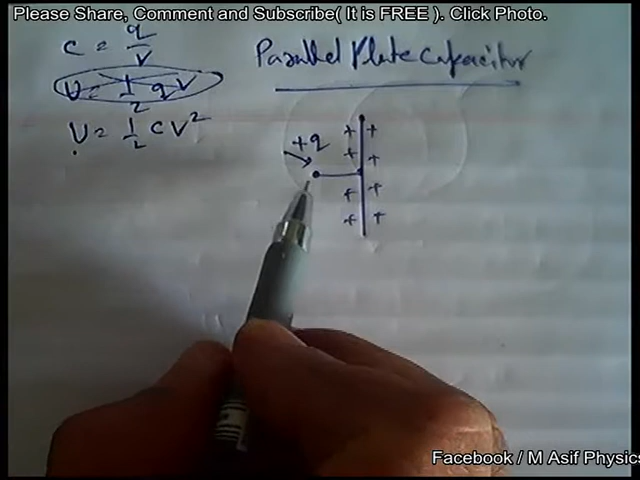 Please Share, Comment and Subscribe( It is FREE ). Click Photo.
C = q/V
Parallel Plate Capacitor
U = 1/2 qV
U = 1/2 CV²
+q
+ +
+ +
+ +
+ +
Facebook / M Asif Physics